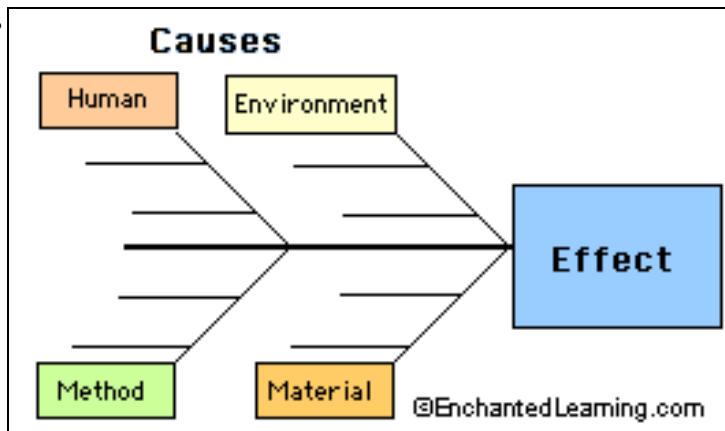 Causes
Human
Environment
Effect
Method
Material
©EnchantedLearning.com